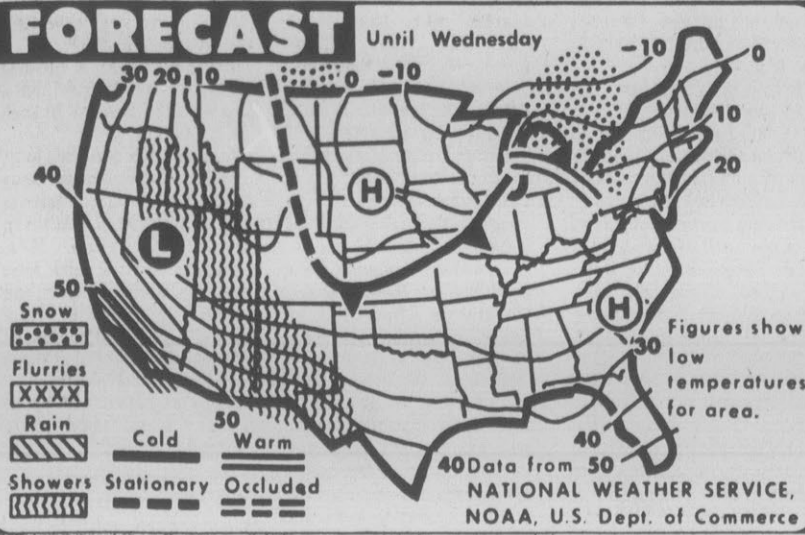 FORECAST
Until Wednesday
30 20 10 0 -10 -10 0
10
20
40
H
L
50
H
30
Snow
Flurries
XXXX
Rain
Showers
Cold
Warm
Stationary
Occluded
50
40
40
50
Figures show
low
temperatures
for area.
Data from
NATIONAL WEATHER SERVICE,
NOAA, U.S. Dept. of Commerce